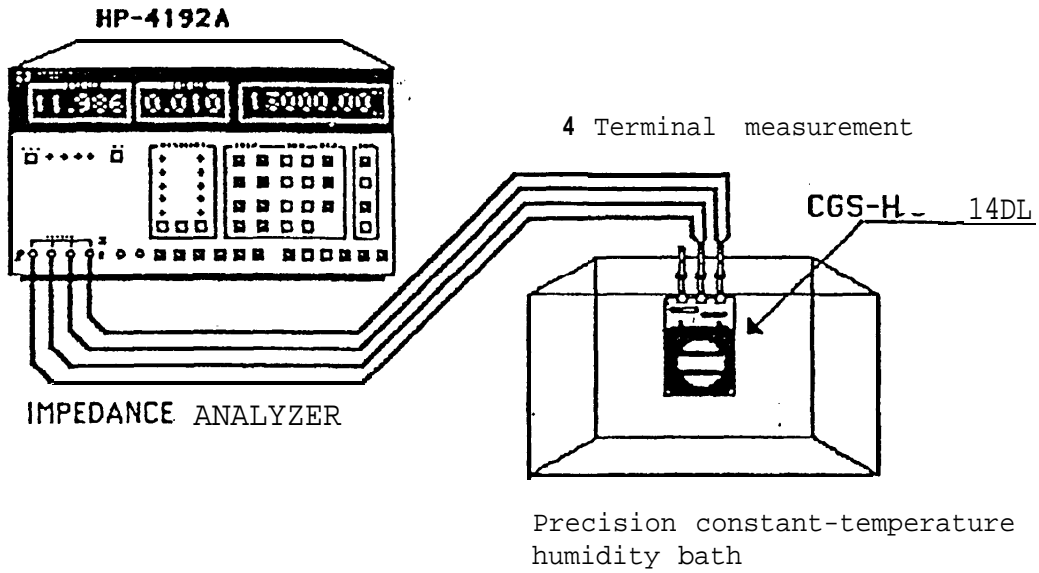 HP-4192A
11.986 0.010 13000.00
4 Terminal measurement
CGS-H 14DL
IMPEDANCE ANALYZER
Precision constant-temperature
humidity bath